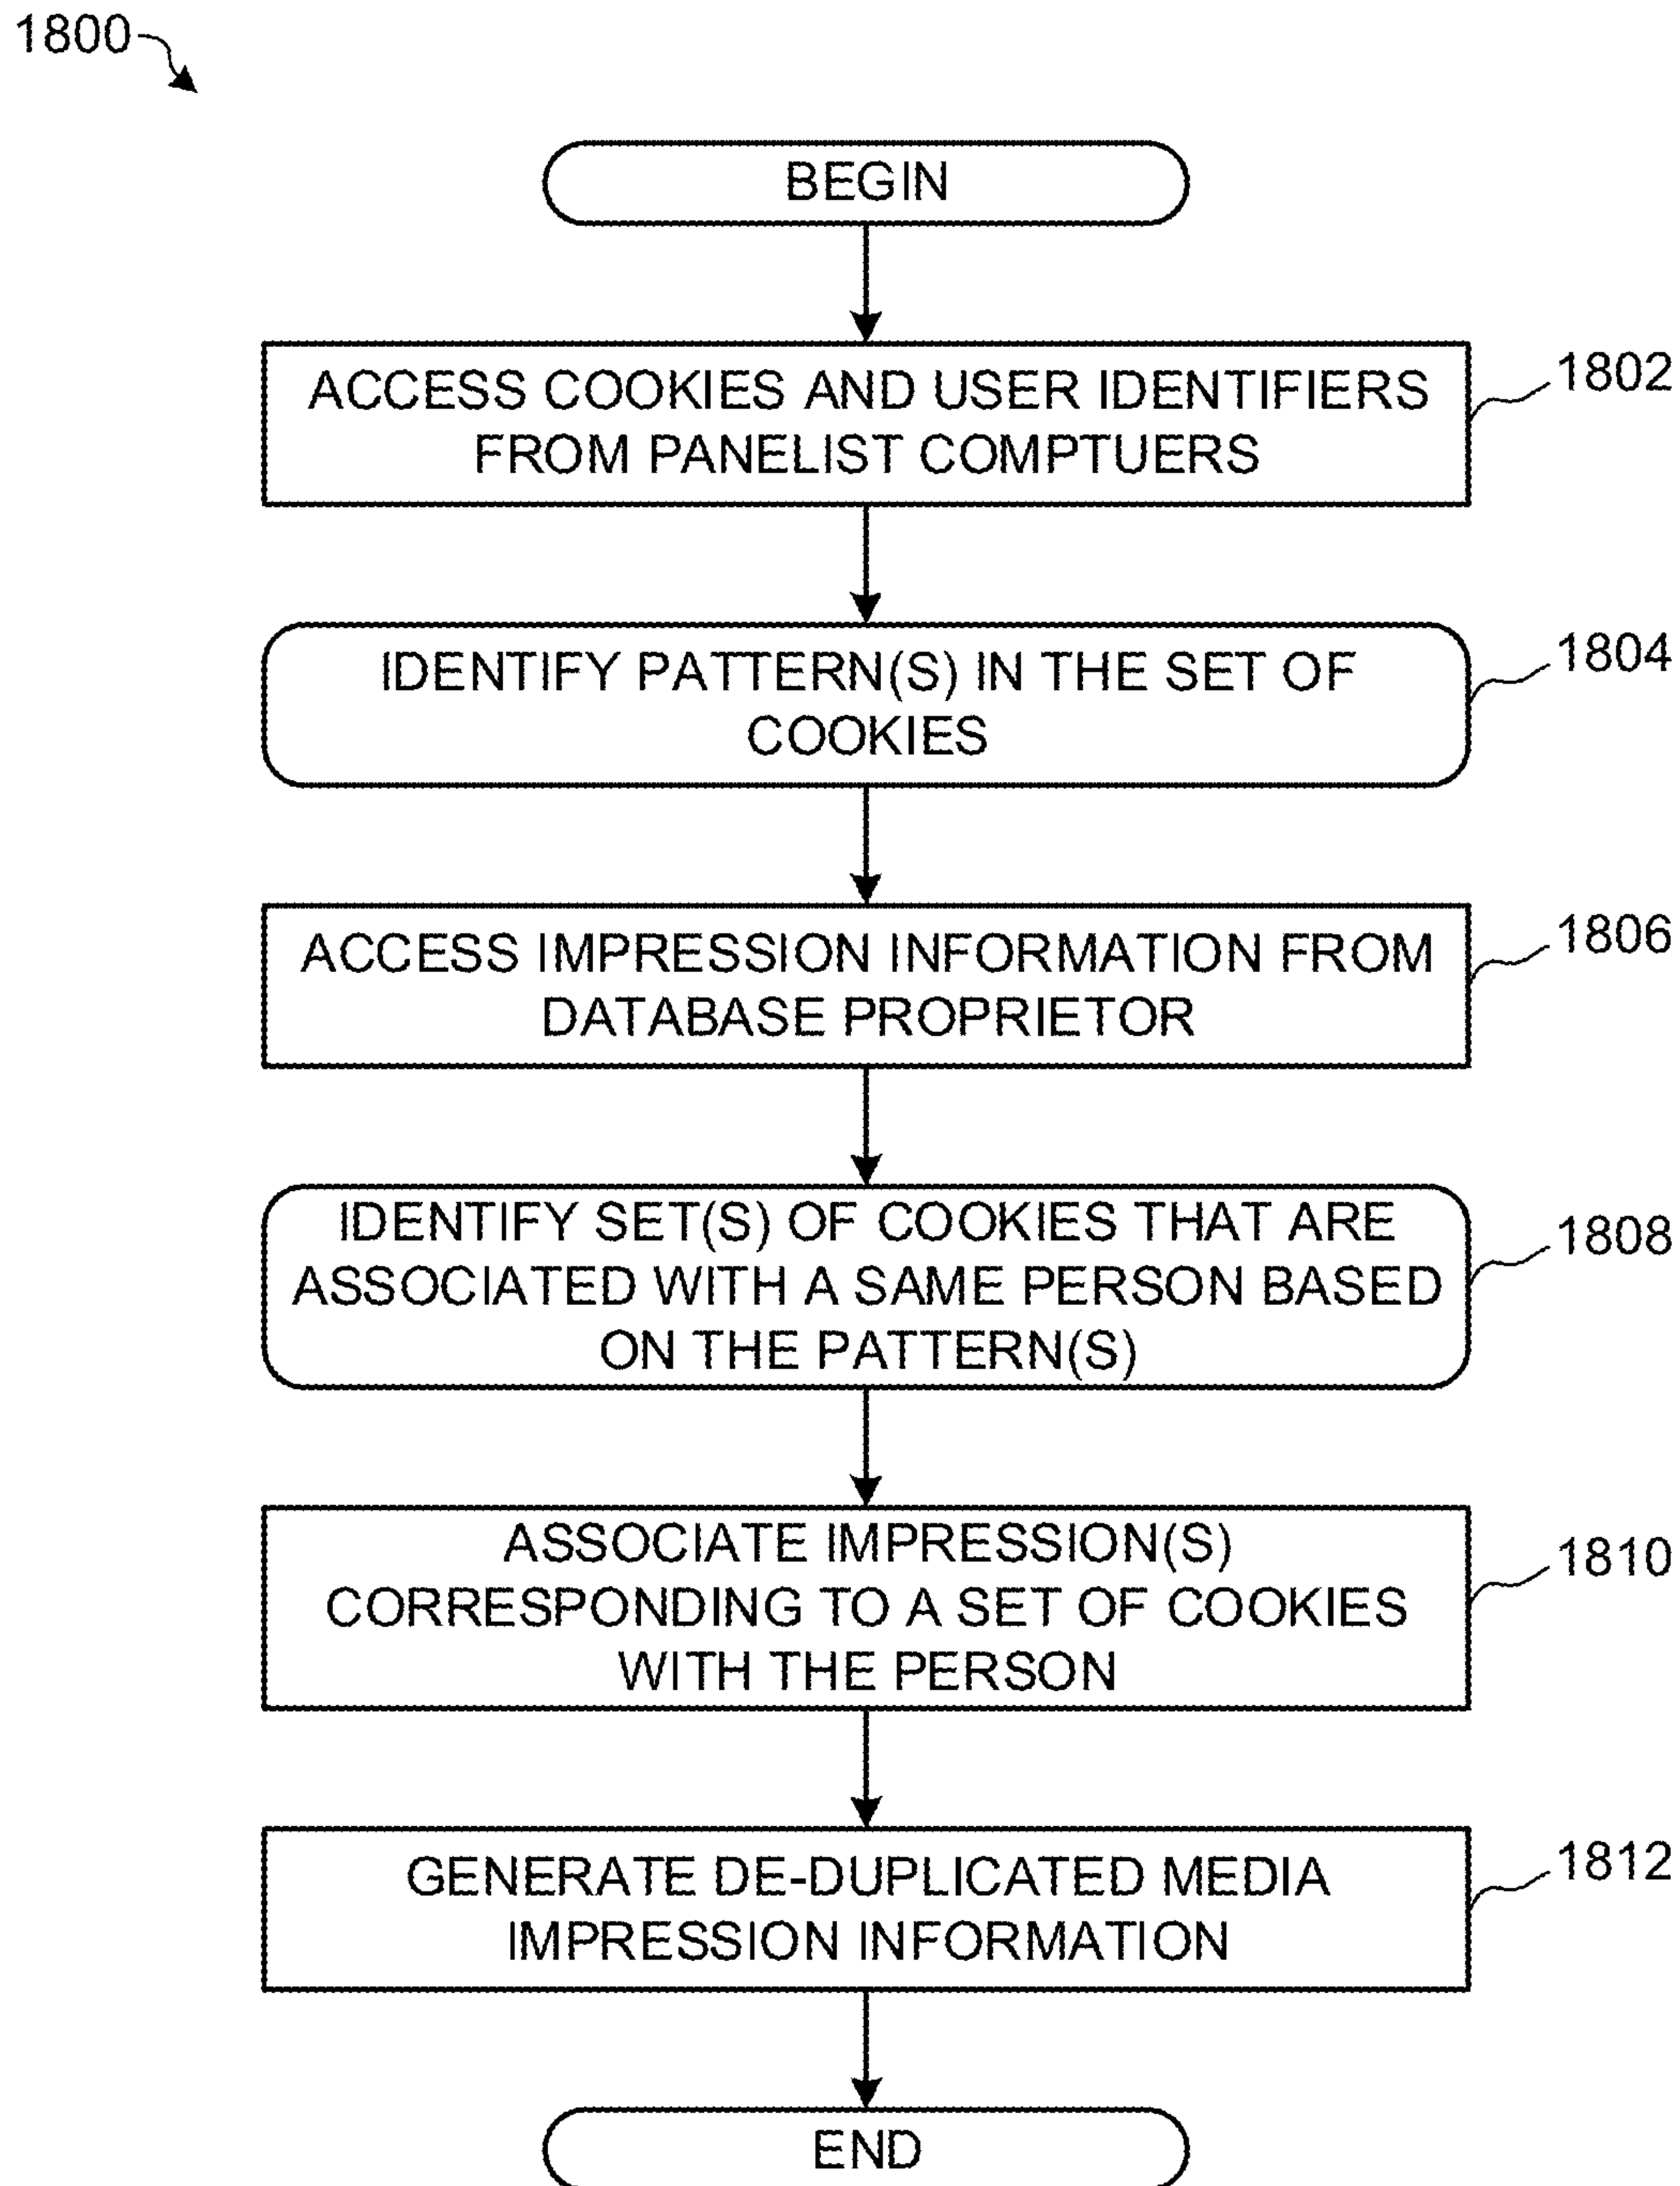 1800
BEGIN
ACCESS COOKIES AND USER IDENTIFIERS
FROM PANELIST COMPTUERS
1802
IDENTIFY PATTERN(S) IN THE SET OF
COOKIES
1804
ACCESS IMPRESSION INFORMATION FROM
DATABASE PROPRIETOR
1806
IDENTIFY SET(S) OF COOKIES THAT ARE
ASSOCIATED WITH A SAME PERSON BASED
ON THE PATTERN(S)
1808
ASSOCIATE IMPRESSION(S)
CORRESPONDING TO A SET OF COOKIES
WITH THE PERSON
1810
GENERATE DE-DUPLICATED MEDIA
IMPRESSION INFORMATION
1812
END